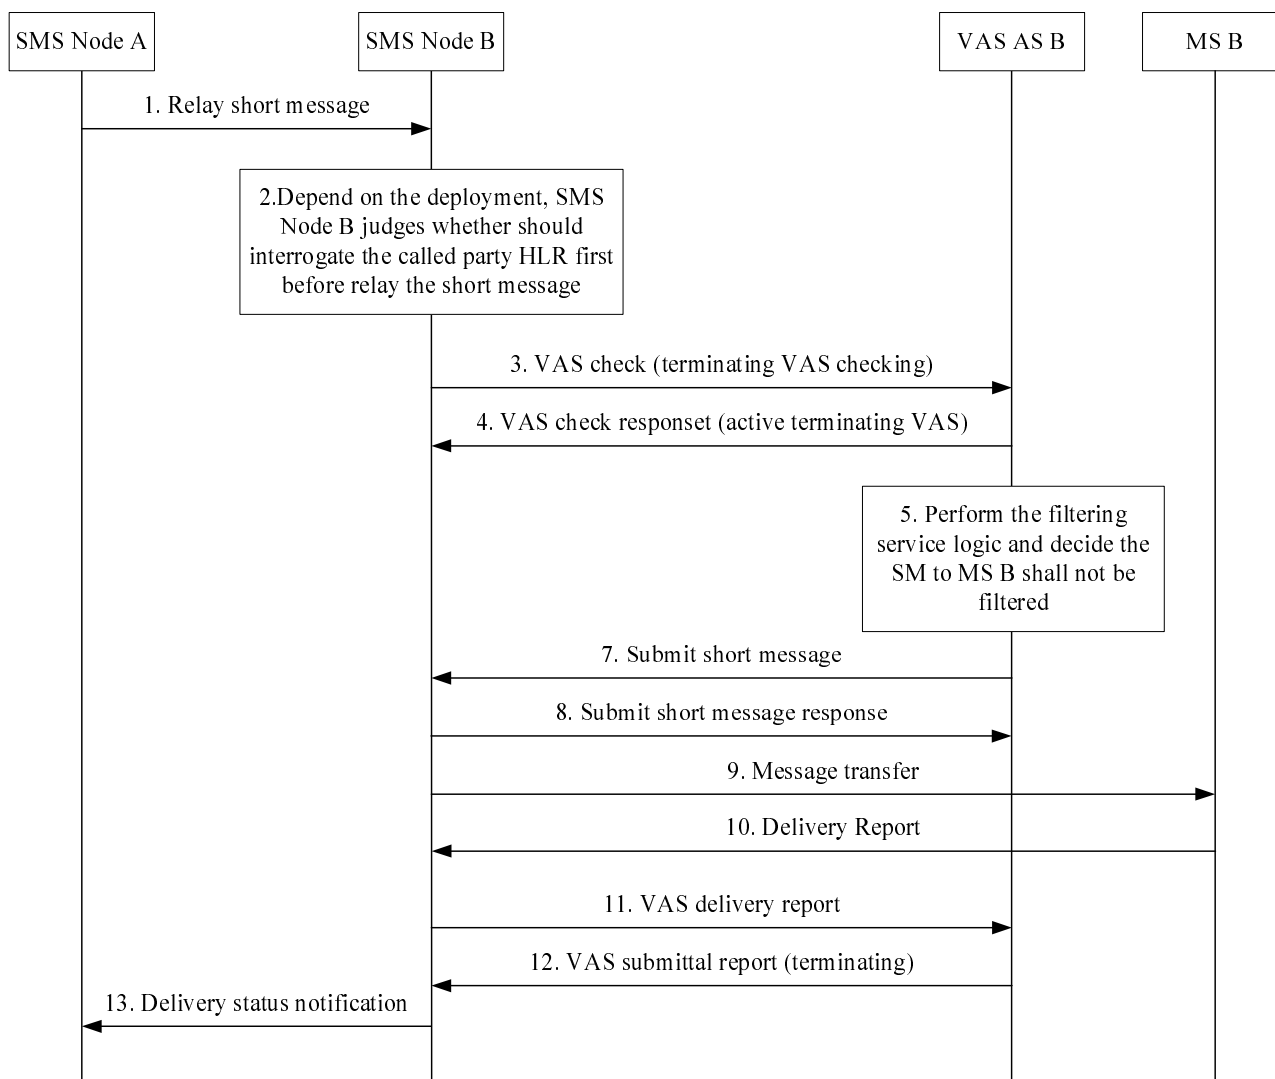 SMS Node A
SMS Node B
VAS AS B
MS B
1. Relay short message
2.Depend on the deployment, SMS
Node B judges whether should
interrogate the called party HLR first
before relay the short message
3. VAS check (terminating VAS checking)
4. VAS check responset (active terminating VAS)
5. Perform the filtering
service logic and decide the
SM to MS B shall not be
filtered
7. Submit short message
8. Submit short message response
9. Message transfer
10. Delivery Report
11. VAS delivery report
12. VAS submittal report (terminating)
13. Delivery status notification